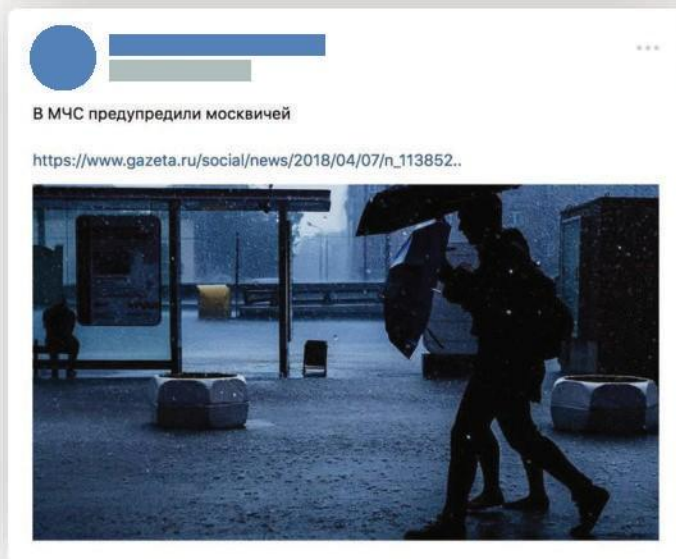 В МЧС предупредили москвичей
https://www.gazeta.ru/social/news/2018/04/07/n_113852..